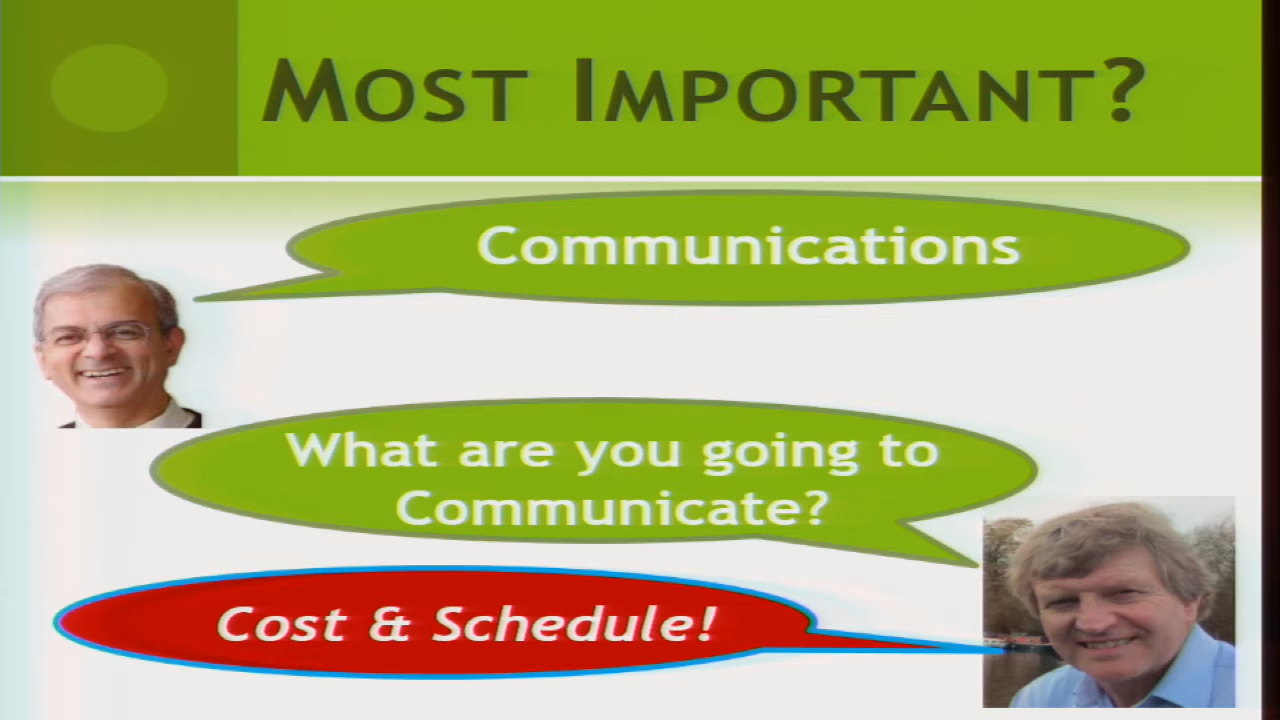 MOST IMPORTANT?
Communications
What are you going to
Communicate?
Cost & Schedule!